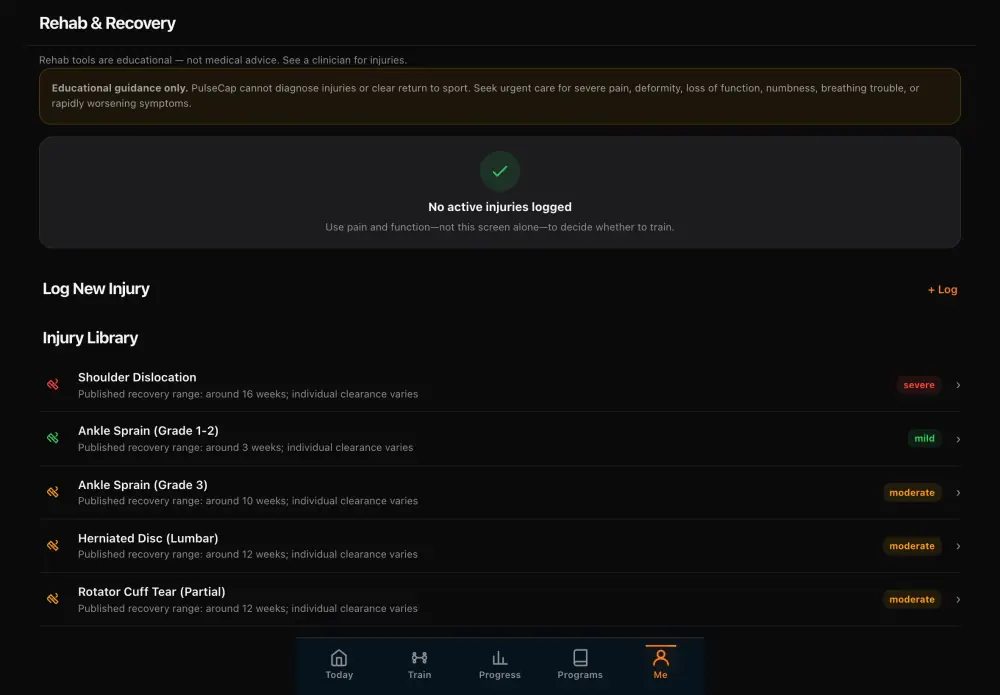 Rehab & Recovery
Rehab tools are educational — not medical advice. See a clinician for injuries.
Educational guidance only. PulseCap cannot diagnose injuries or clear return to sport. Seek urgent care for severe pain, deformity, loss of function, numbness, breathing trouble, or
rapidly worsening symptoms.
No active injuries logged
Use pain and function—not this screen alone—to decide whether to train.
Log New Injury
+ Log
Injury Library
Shoulder Dislocation
Published recovery range: around 16 weeks; individual clearance varies
severe
Ankle Sprain (Grade 1-2)
Published recovery range: around 3 weeks; individual clearance varies
mild
Ankle Sprain (Grade 3)
Published recovery range: around 10 weeks; individual clearance varies
moderate
Herniated Disc (Lumbar)
Published recovery range: around 12 weeks; individual clearance varies
moderate
Rotator Cuff Tear (Partial)
Published recovery range: around 12 weeks; individual clearance varies
moderate
Today
Train
Progress
Programs
Me